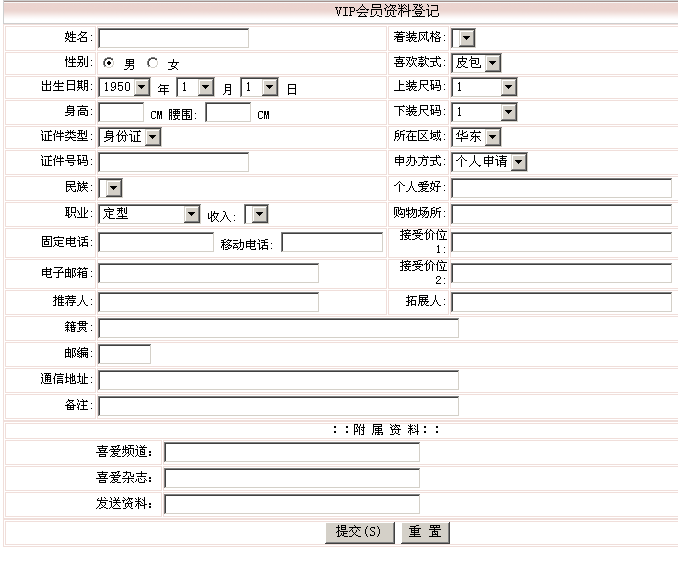 VIP会员资料登记
姓名: 着装风格:
性别: 男 女 喜欢款式: 皮包
出生日期: 1950 年 1 月 1 日 上装尺码: 1
身高: CM 腰围: CM 下装尺码: 1
证件类型: 身份证 所在区域: 华东
证件号码: 申办方式: 个人申请
民族: 个人爱好:
职业: 定型 收入: 购物场所:
固定电话: 移动电话: 接受价位
1:
电子邮箱: 接受价位
2:
推荐人: 拓展人:
籍贯:
邮编:
通信地址:
备注:
::附 属 资 料::
喜爱频道:
喜爱杂志:
发送资料:
提交(S) 重 置